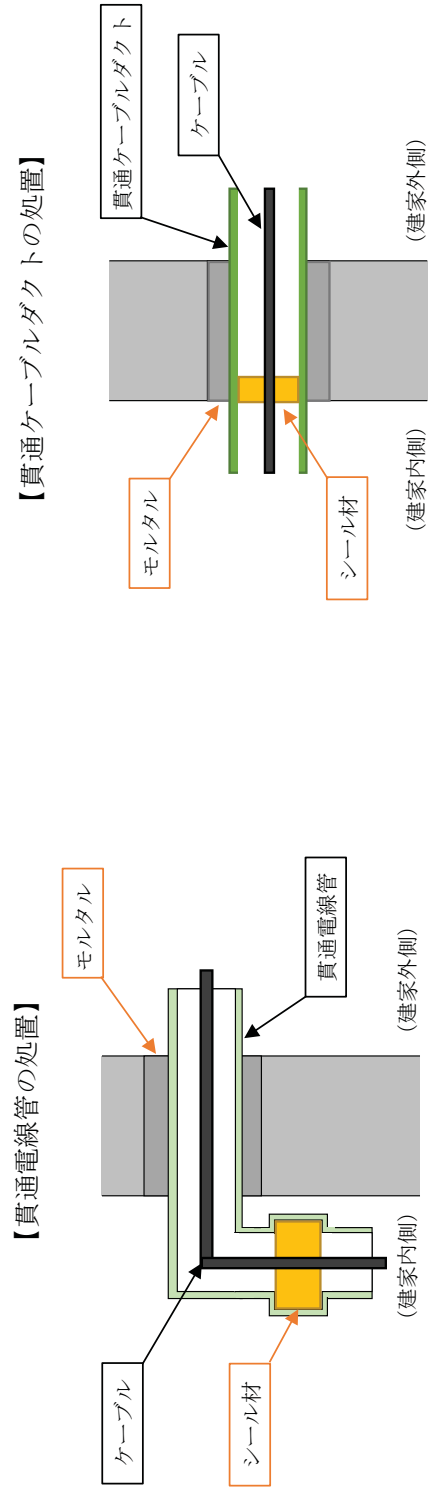 【貫通電線管の処置】
モルタル
ケーブル
シール材
貫通電線管
(建家内側)
(建家外側)
【貫通ケーブルダクトの処置】
貫通ケーブルダクト
ケーブル
モルタル
シール材
(建家内側)
(建家外側)